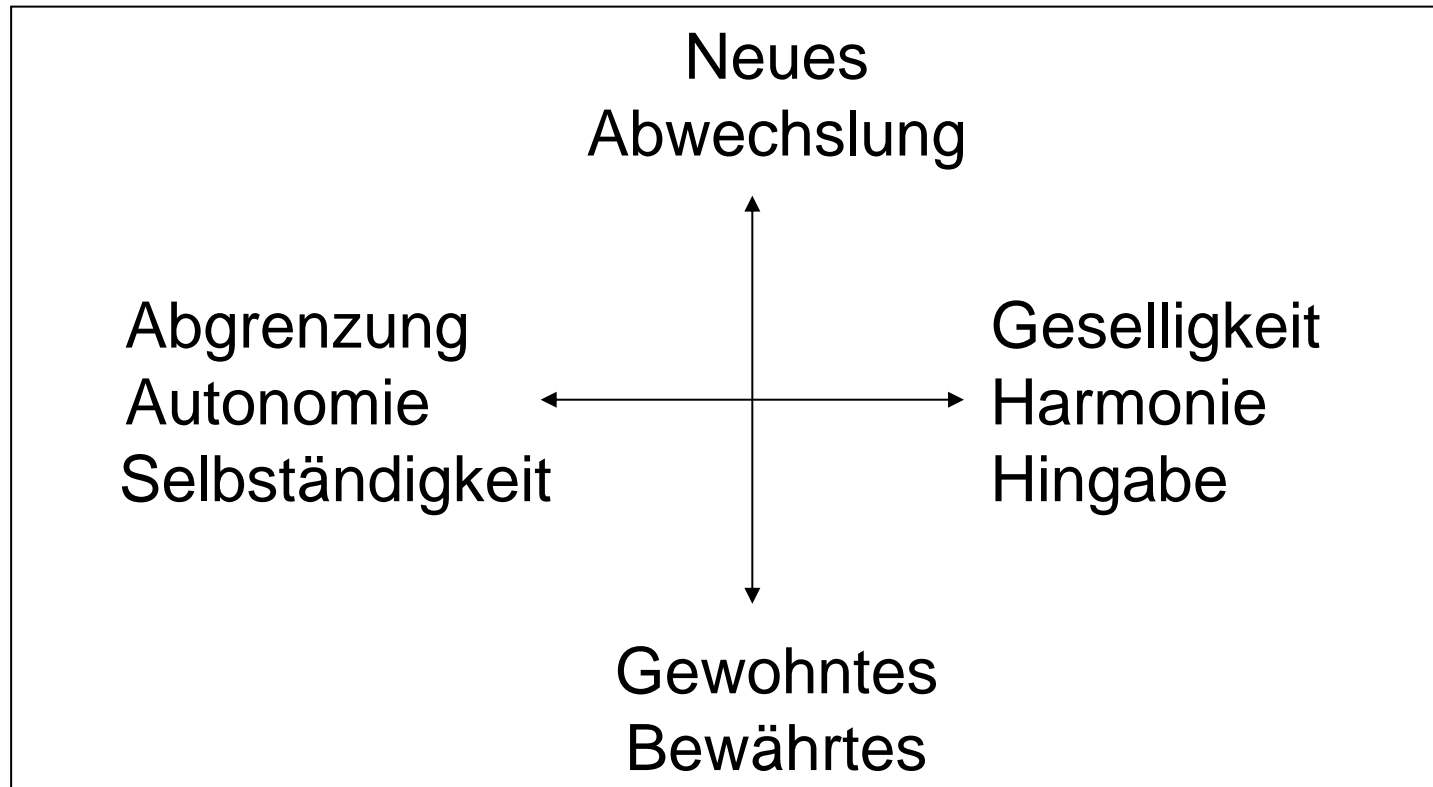 Neues
Abwechslung
Abgrenzung
Autonomie
Selbständigkeit
Geselligkeit
Harmonie
Hingabe
Gewohntes
Bewährtes